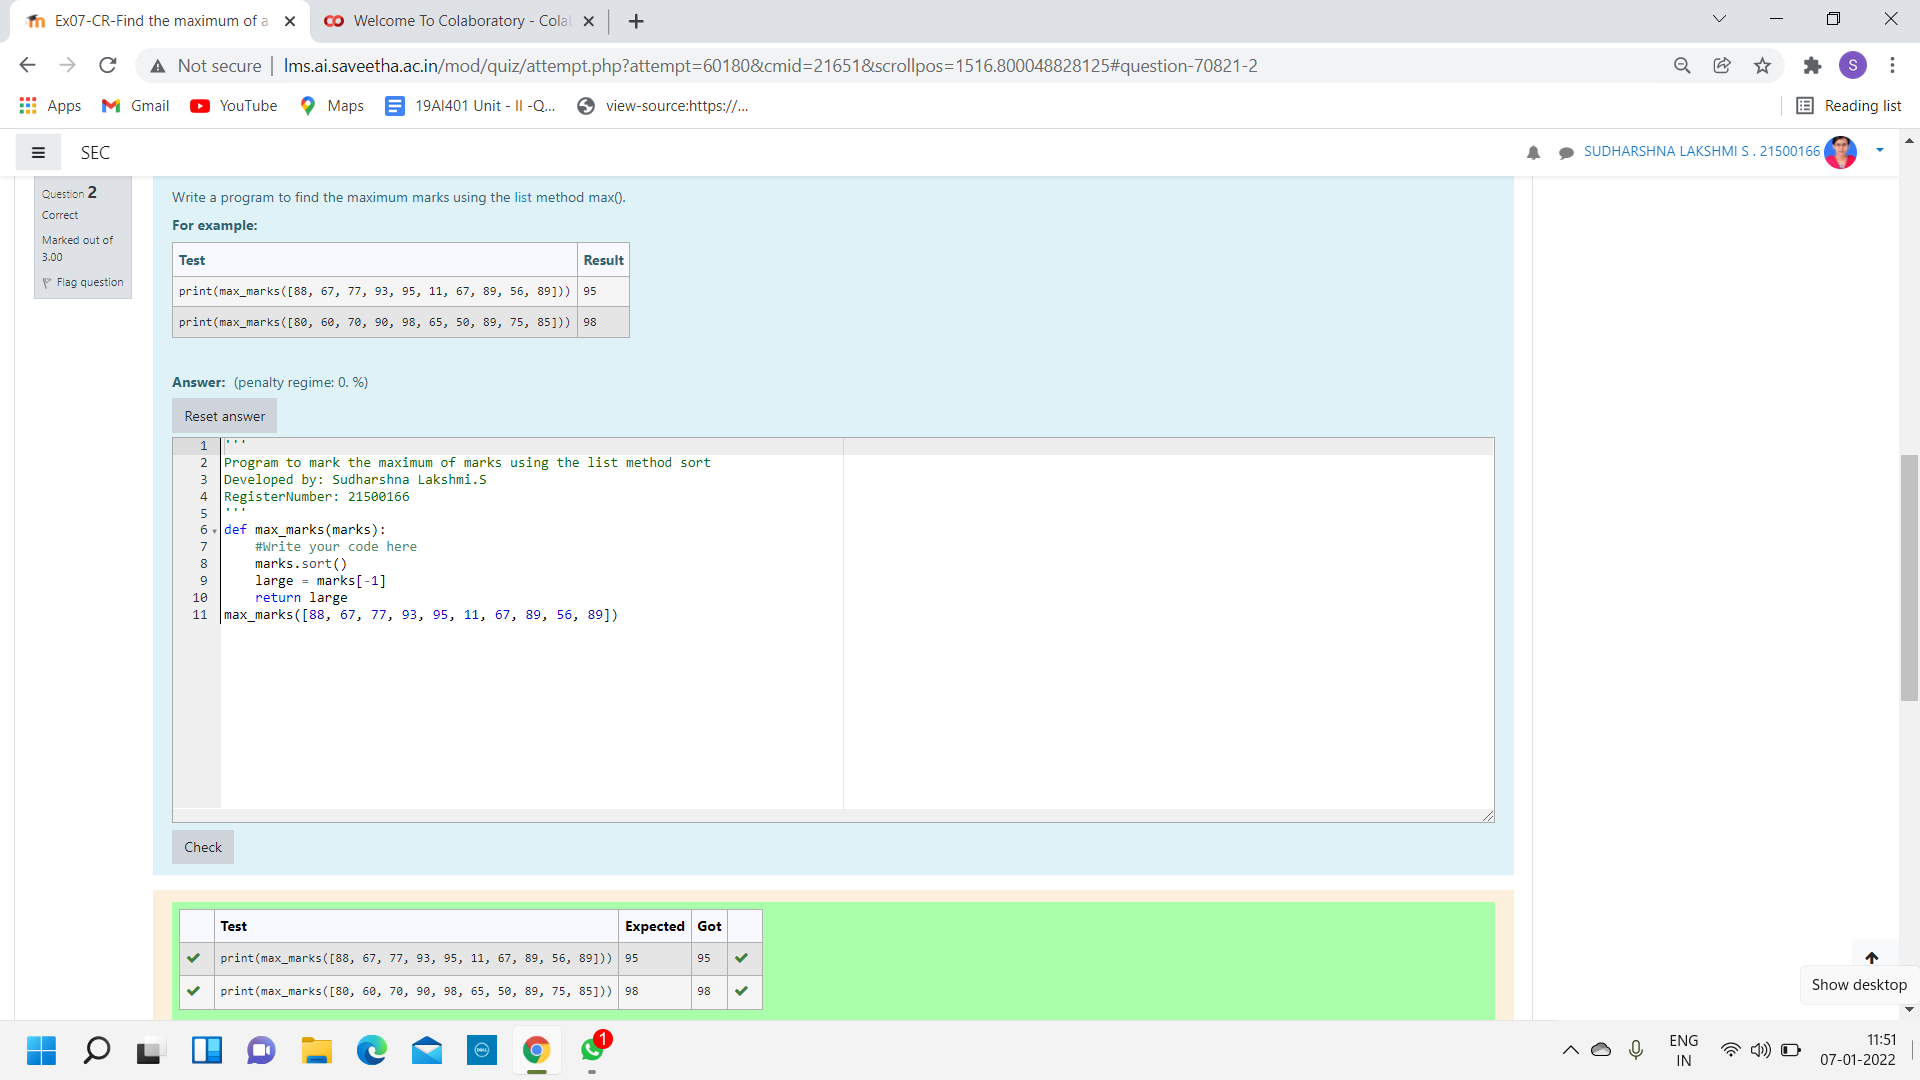 Ex07-CR-Find the maximum of a
Welcome To Colaboratory - Cola
Not secure | lms.ai.saveetha.ac.in/mod/quiz/attempt.php?attempt=60180&cmid=21651&scrollpos=1516.800048828125#question-70821-2
S
Apps
Gmail
YouTube
Maps
19AI401 Unit - II -Q...
view-source:https://...
Reading list
SEC
SUDHARSHNA LAKSHMI S . 21500166
Question 2
Correct
Marked out of
3.00
Flag question
Write a program to find the maximum marks using the list method max().
For example:
Test Result
print(max_marks([88, 67, 77, 93, 95, 11, 67, 89, 56, 89])) 95
print(max_marks([80, 60, 70, 90, 98, 65, 50, 89, 75, 85])) 98
Answer: (penalty regime: 0. %)
Reset answer
1 '''
2 Program to mark the maximum of marks using the list method sort
3 Developed by: Sudharshna Lakshmi.S
4 RegisterNumber: 21500166
5 '''
6 def max_marks(marks):
7 #Write your code here
8 marks.sort()
9 large = marks[-1]
10 return large
11 max_marks([88, 67, 77, 93, 95, 11, 67, 89, 56, 89])
Check
Test Expected Got
print(max_marks([88, 67, 77, 93, 95, 11, 67, 89, 56, 89])) 95 95
print(max_marks([80, 60, 70, 90, 98, 65, 50, 89, 75, 85])) 98 98
Show desktop
DELL
1
ENG
IN
11:51
07-01-2022